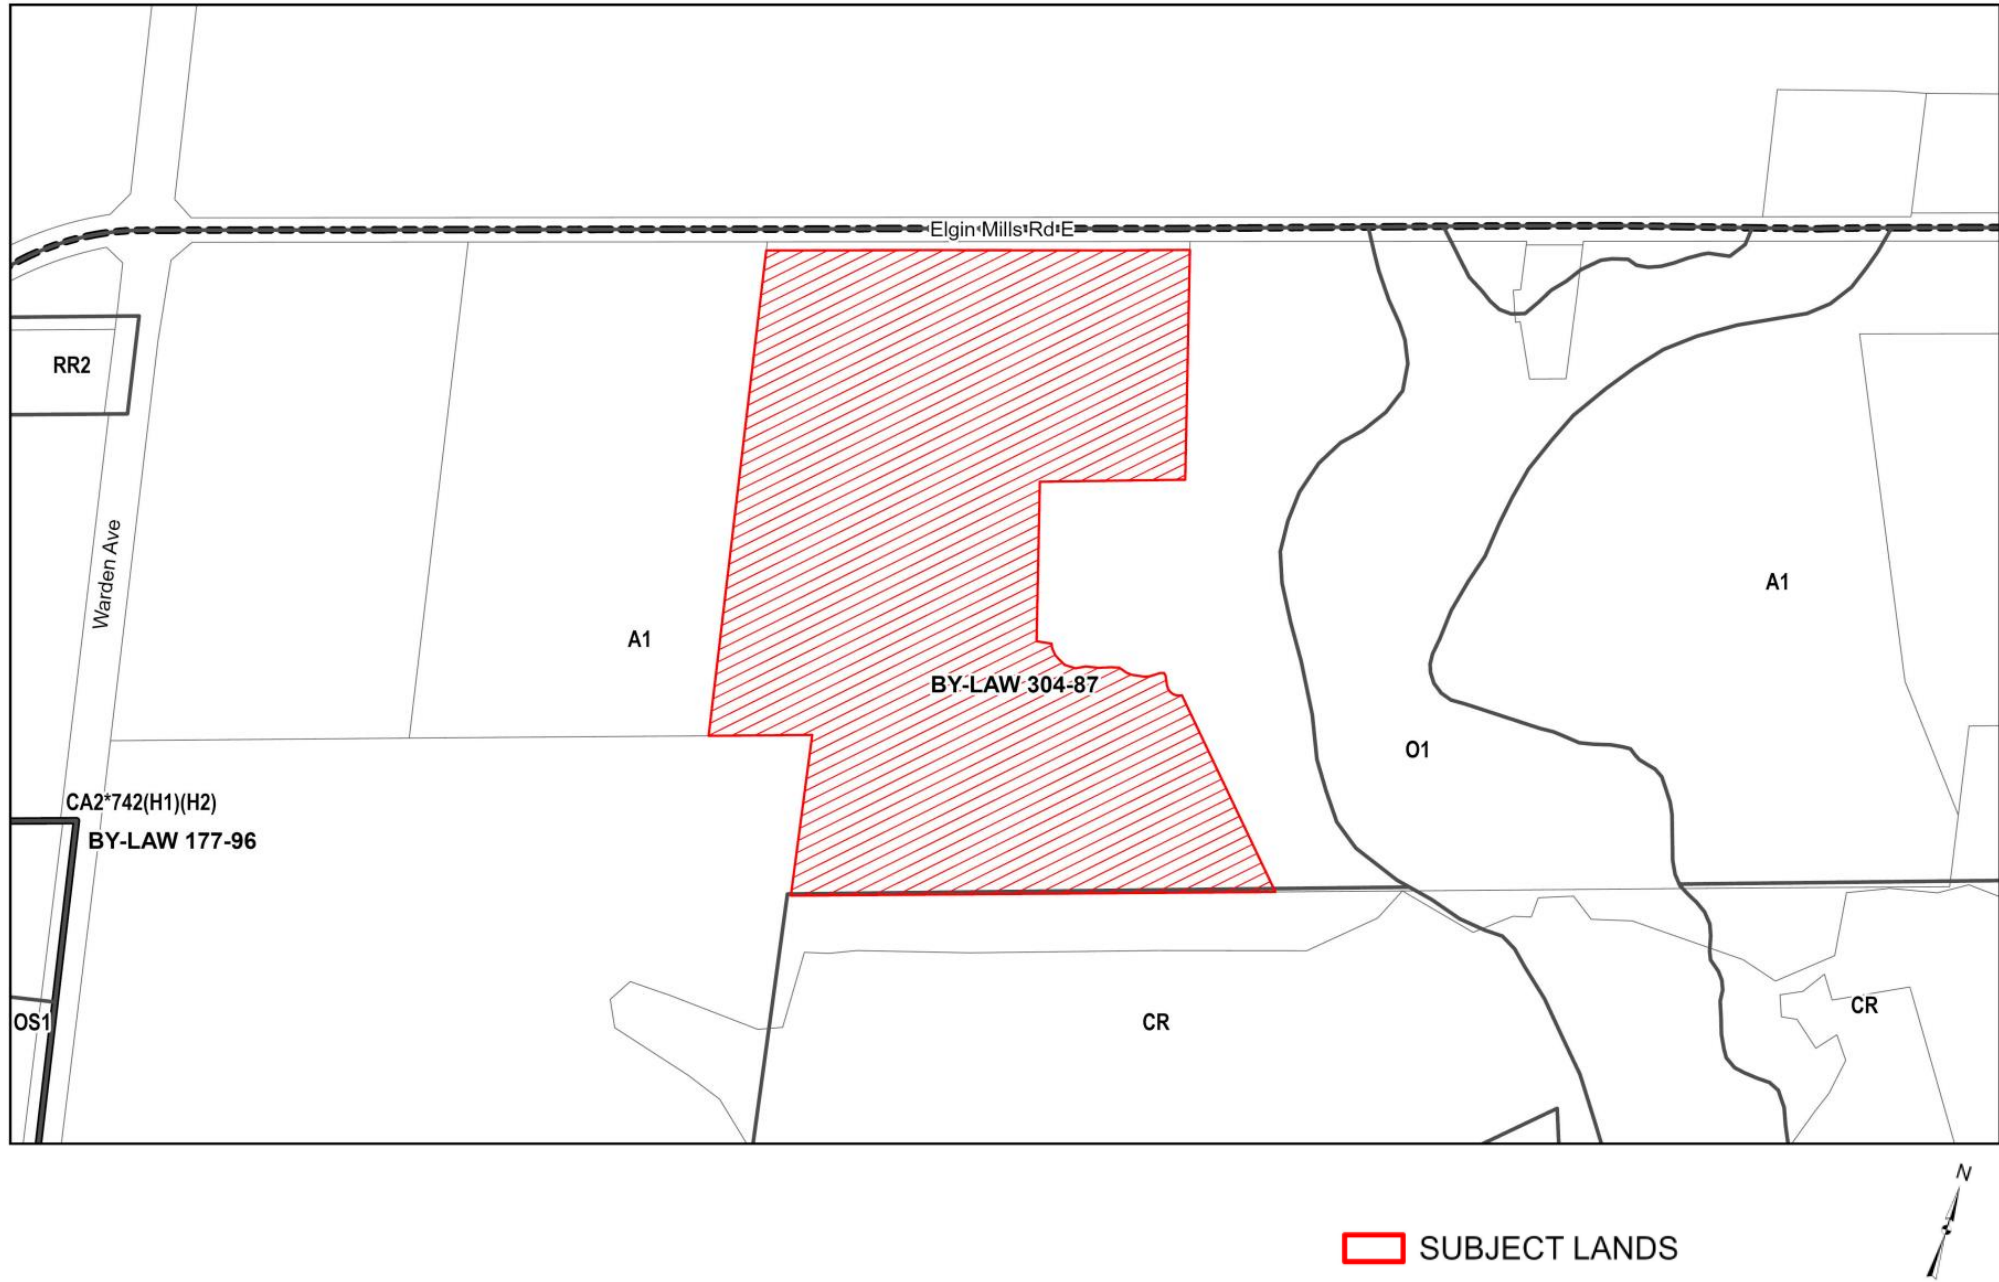 Elgin Mills Rd E
RR2
Warden Ave
A1
A1
BY-LAW 304-87
O1
CA2*742(H1)(H2)
BY-LAW 177-96
OS1
CR
CR
N
SUBJECT LANDS